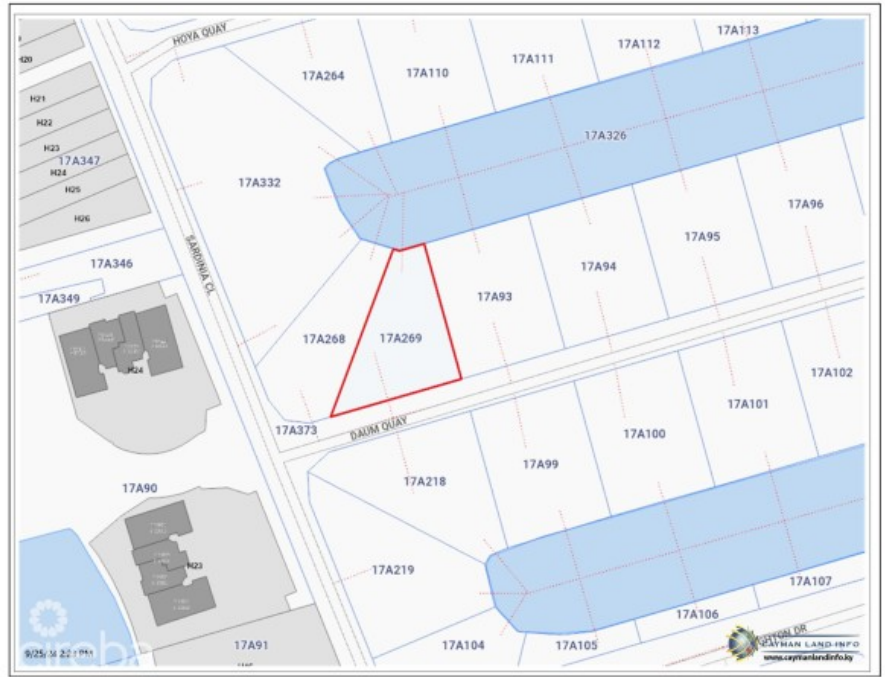 HOYA QUAY
17A113
17A112
17A111
17A110
17A264
H20
H21
H22
H23
17A347
H24
H25
H26
17A326
17A332
17A96
17A95
17A94
17A93
SARDINIA CL
17A346
17A349
17A268
17A269
H24
17A373
DAUM QUAY
17A102
17A101
17A100
17A99
17A218
17A90
H23
17A219
17A107
17A106
17A105
17A104
17A91
CAYMAN LAND INFO
www.caymanlandinfo.ky
cireba